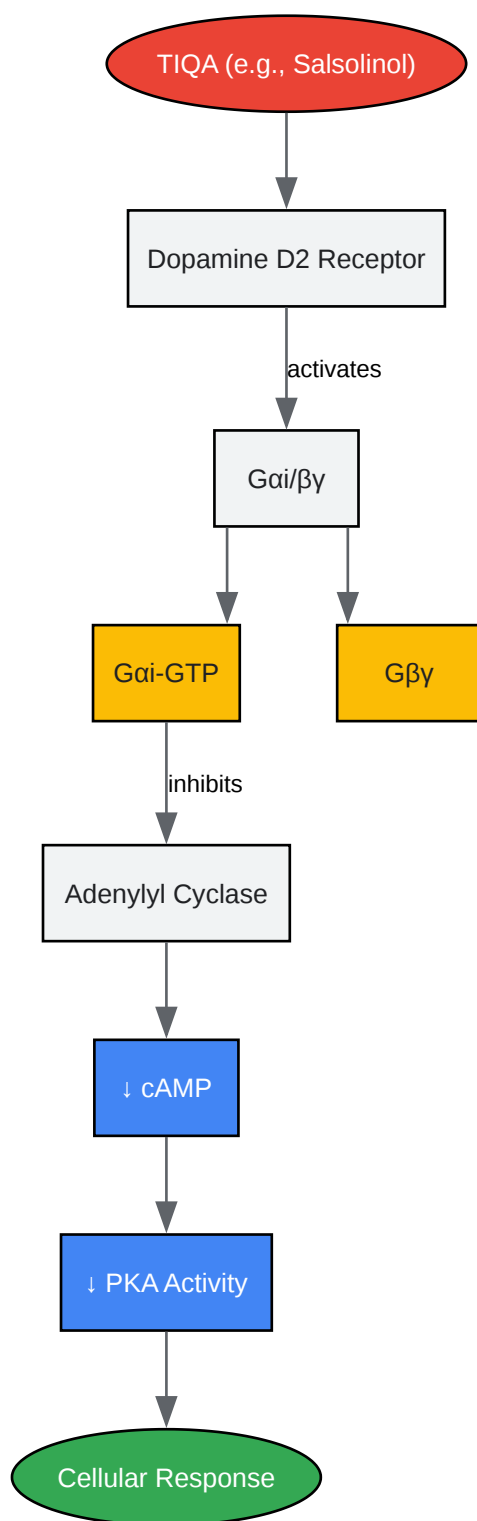 TIQA (e.g., Salsolinol)
Dopamine D2 Receptor
activates
Gαi/βγ
Gαi-GTP
Gβγ
inhibits
Adenylyl Cyclase
↓ cAMP
↓ PKA Activity
Cellular Response